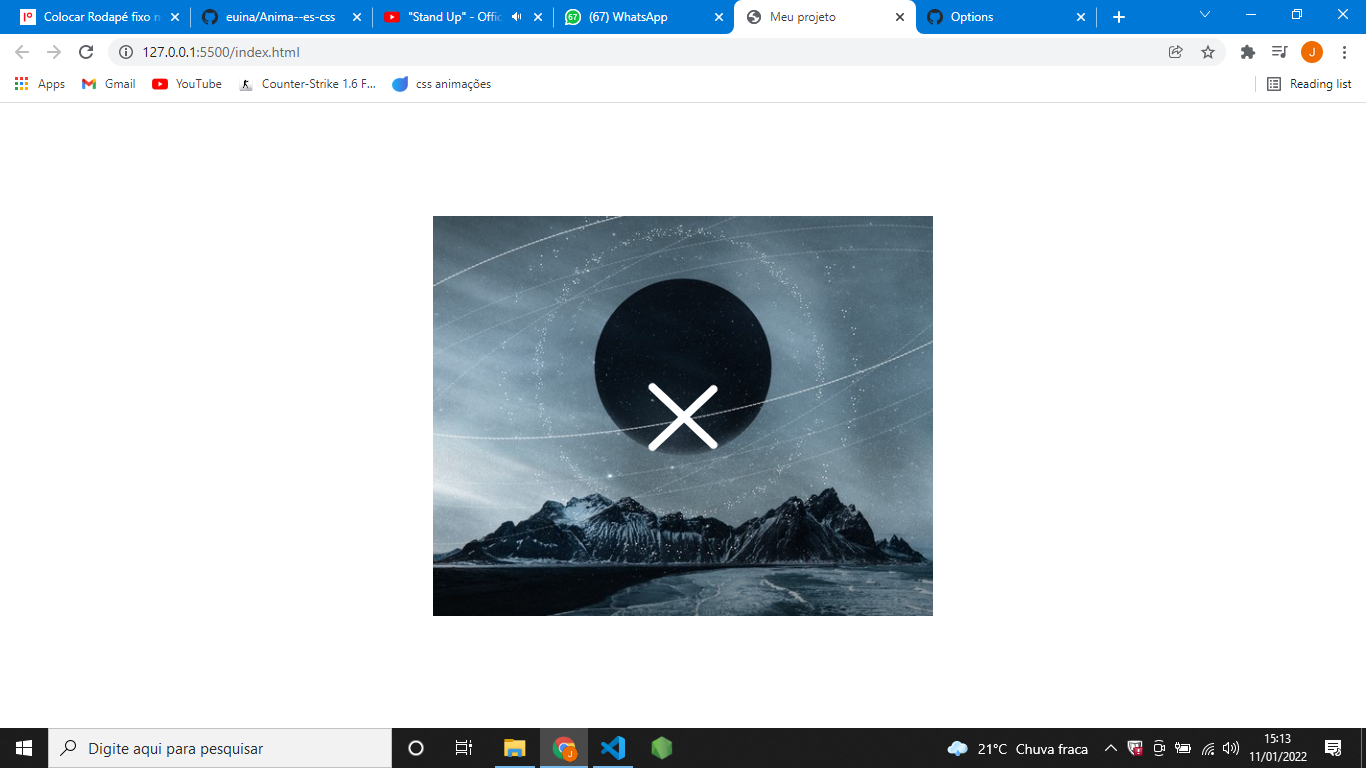 Colocar Rodapé fixo n
euina/Anima--es-css
"Stand Up" - Offic
67
(67) WhatsApp
Meu projeto
Options
127.0.0.1:5500/index.html
J
Apps
Gmail
YouTube
Counter-Strike 1.6 F...
css animações
Reading list
Digite aqui para pesquisar
J
21°C Chuva fraca
15:13
11/01/2022